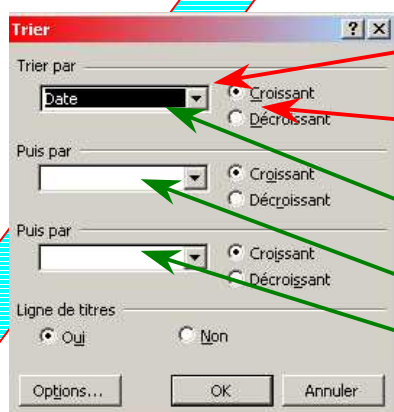 Trier
Trier par
Date
Croissant
Décroissant
Puis par
Croissant
Décroissant
Puis par
Croissant
Décroissant
Ligne de titres
Oui Non
Options... OK Annuler